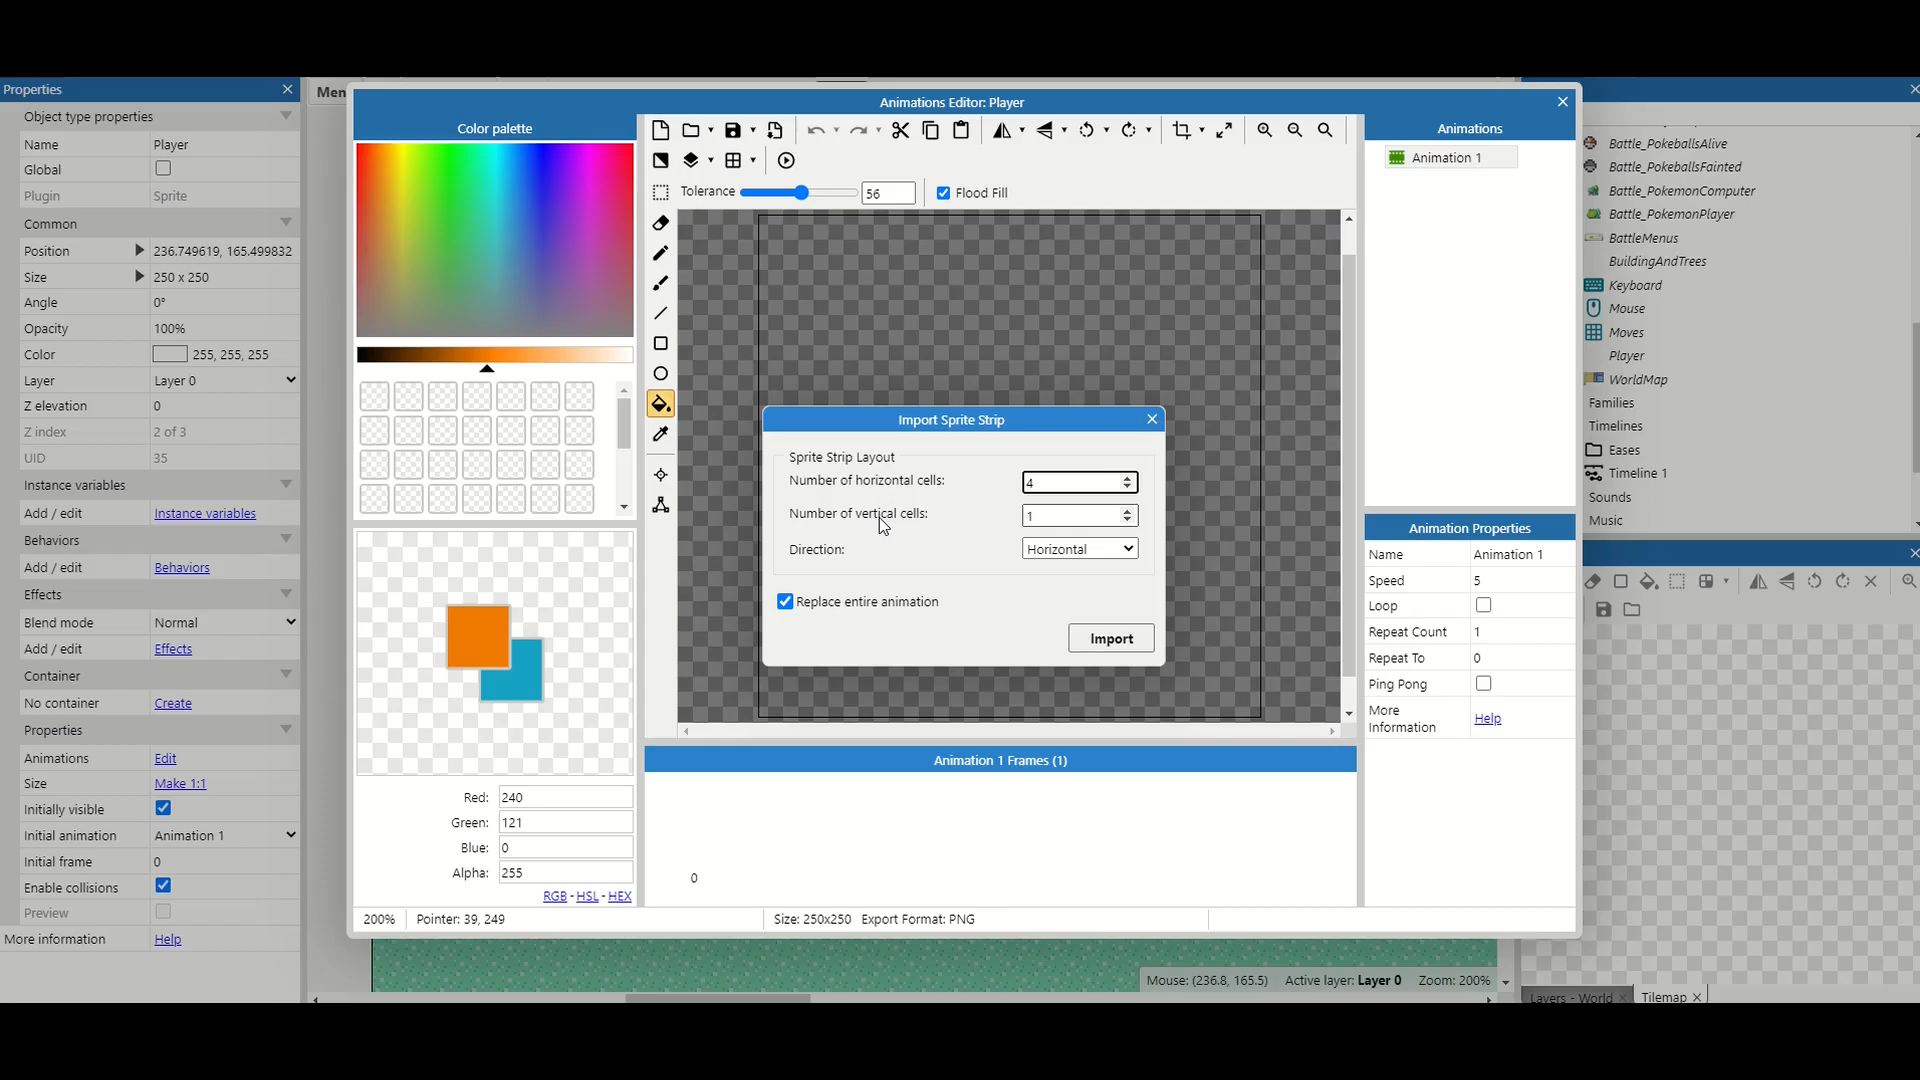 Properties
Object type properties
Name Player
Global
Plugin Sprite
Common
Position 236.749619, 165.499832
Size 250 x 250
Angle 0°
Opacity 100%
Color 255, 255, 255
Layer Layer 0
Z elevation 0
Z index 2 of 3
UID 35
Instance variables
Add / edit Instance variables
Behaviors
Add / edit Behaviors
Effects
Blend mode Normal
Add / edit Effects
Container
No container Create
Properties
Animations Edit
Size Make 1:1
Initially visible
Initial animation Animation 1
Initial frame 0
Enable collisions
Preview
More information Help
Men
Animations Editor: Player
Color palette
Tolerance 56 Flood Fill
Import Sprite Strip
Sprite Strip Layout
Number of horizontal cells: 4
Number of vertical cells: 1
Direction: Horizontal
Replace entire animation
Import
Red: 240
Green: 121
Blue: 0
Alpha: 255
RGB - HSL - HEX
Animation 1 Frames (1)
0
200% Pointer: 39, 249 Size: 250x250 Export Format: PNG
Animations
Animation 1
Animation Properties
Name Animation 1
Speed 5
Loop
Repeat Count 1
Repeat To 0
Ping Pong
More
Information Help
Mouse: (236.8, 165.5) Active layer: Layer 0 Zoom: 200%
Battle_PokeballsAlive
Battle_PokeballsFainted
Battle_PokemonComputer
Battle_PokemonPlayer
BattleMenus
BuildingAndTrees
Keyboard
Mouse
Moves
Player
WorldMap
Families
Timelines
Eases
Timeline 1
Sounds
Music
Layers - World Tilemap